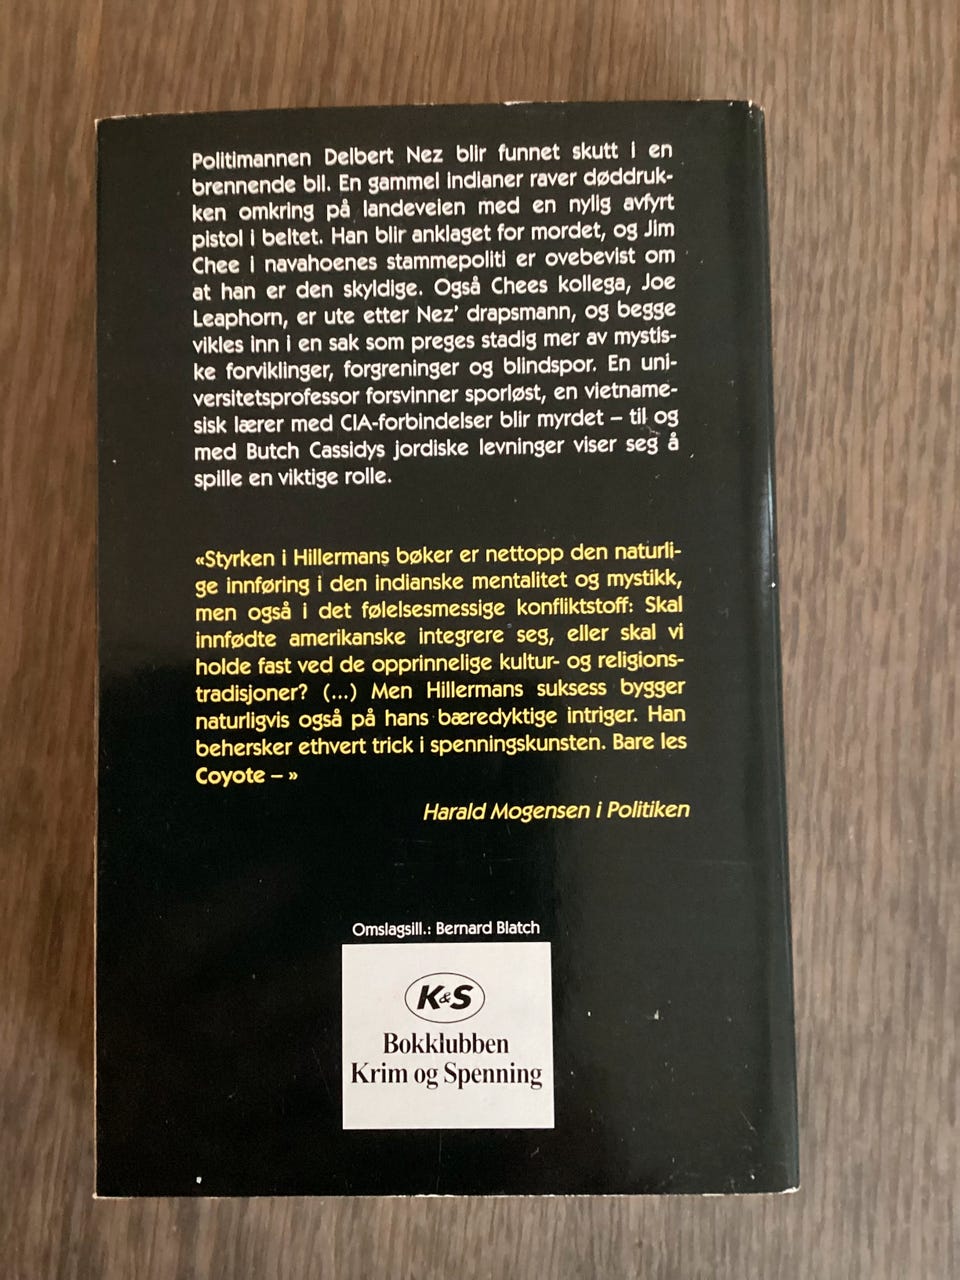 Politimannen Delbert Nez blir funnet skutt i en
brennende bil. En gammel indianer raver døddruk-
ken omkring på landeveien med en nylig avfyrt
pistol i beltet. Han blir anklaget for mordet, og Jim
Chee i navahoenes stammepoliti er ovebevist om
at han er den skyldige. Også Chees kollega, Joe
Leaphorn, er ute etter Nez' drapsmann, og begge
vikles inn i en sak som preges stadig mer av mystis-
ke forviklinger, forgreninger og blindspor. En uni-
versitetsprofessor forsvinner sporløst, en vietname-
sisk lærer med CIA-forbindelser blir myrdet – til og
med Butch Cassidys jordiske levninger viser seg å
spille en viktige rolle.
«Styrken i Hillermans bøker er nettopp den naturli-
ge innføring i den indianske mentalitet og mystikk,
men også i det følelsesmessige konfliktstoff: Skal
innfødte amerikanske integrere seg, eller skal vi
holde fast ved de opprinnelige kultur- og religions-
tradisjoner? (...) Men Hillermans suksess bygger
naturligvis også på hans bæredyktige intriger. Han
behersker ethvert trick i spenningskunsten. Bare les
Coyote – »
Harald Mogensen i Politiken
Omslagsill.: Bernard Blatch
K&S
Bokklubben
Krim og Spenning